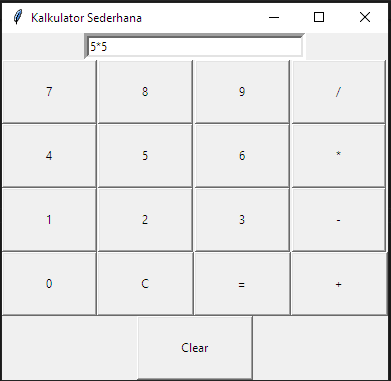 Kalkulator Sederhana
5*5
7 8 9 /
4 5 6 *
1 2 3 -
0 C = +
Clear